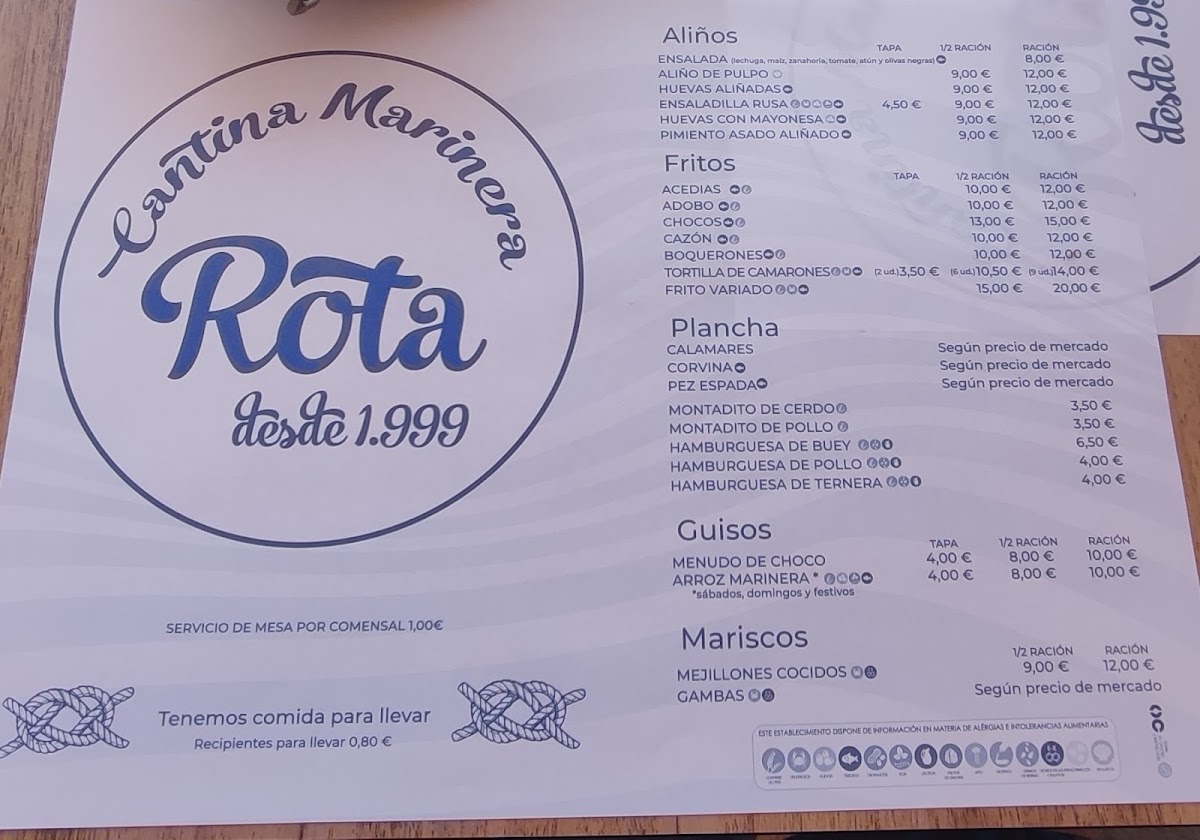 Cantina Marinera
Rota
desde 1.999
SERVICIO DE MESA POR COMENSAL 1,00€
Tenemos comida para llevar
Recipientes para llevar 0,80 €
Aliños
TAPA 1/2 RACIÓN RACIÓN
ENSALADA (lechuga, maíz, zanahoria, tomate, atún y olivas negras) 8,00 €
ALIÑO DE PULPO 9,00 € 12,00 €
HUEVAS ALIÑADAS 9,00 € 12,00 €
ENSALADILLA RUSA 4,50 € 9,00 € 12,00 €
HUEVAS CON MAYONESA 9,00 € 12,00 €
PIMIENTO ASADO ALIÑADO 9,00 € 12,00 €
Fritos
TAPA 1/2 RACIÓN RACIÓN
ACEDIAS 10,00 € 12,00 €
ADOBO 10,00 € 12,00 €
CHOCOS 13,00 € 15,00 €
CAZÓN 10,00 € 12,00 €
BOQUERONES 10,00 € 12,00 €
TORTILLA DE CAMARONES (2 ud.)3,50 € (6 ud.)10,50 € (9 ud.)14,00 €
FRITO VARIADO 15,00 € 20,00 €
Plancha
CALAMARES Según precio de mercado
CORVINA Según precio de mercado
PEZ ESPADA Según precio de mercado
MONTADITO DE CERDO 3,50 €
MONTADITO DE POLLO 3,50 €
HAMBURGUESA DE BUEY 6,50 €
HAMBURGUESA DE POLLO 4,00 €
HAMBURGUESA DE TERNERA 4,00 €
Guisos
TAPA 1/2 RACIÓN RACIÓN
MENUDO DE CHOCO 4,00 € 8,00 € 10,00 €
ARROZ MARINERA * 4,00 € 8,00 € 10,00 €
*sábados, domingos y festivos
Mariscos
1/2 RACIÓN RACIÓN
MEJILLONES COCIDOS 9,00 € 12,00 €
GAMBAS Según precio de mercado
ESTE ESTABLECIMIENTO DISPONE DE INFORMACIÓN EN MATERIA DE ALÉRGIAS E INTOLERANCIAS ALIMENTARIAS
desde 1.99